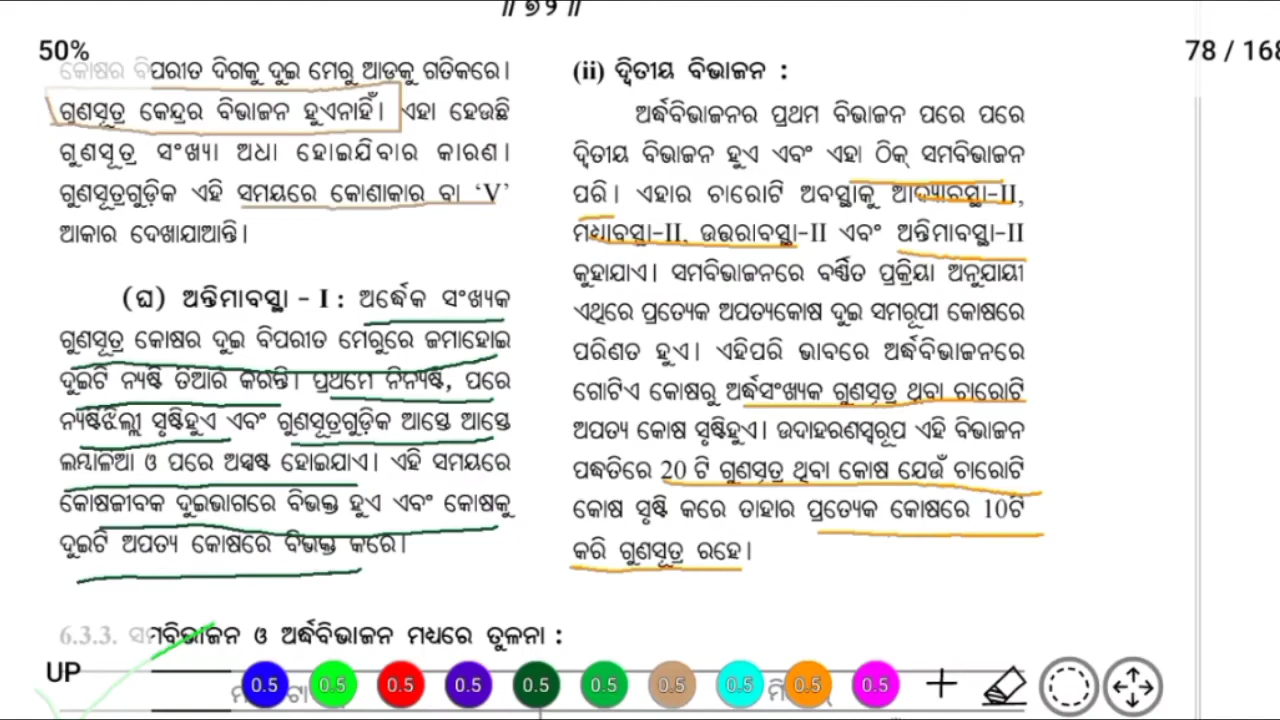 ॥ ୭୨ ॥
50%
78 / 168
କୋଷର ବିପରୀତ ଦିଗକୁ ଦୁଇ ମେରୁ ଆଡ଼କୁ ଗତିକରେ।
ଗୁଣସୂତ୍ର କେନ୍ଦ୍ରର ବିଭାଜନ ହୁଏନାହିଁ। ଏହା ହେଉଛି
ଗୁଣସୂତ୍ର ସଂଖ୍ୟା ଅଧା ହୋଇଯିବାର କାରଣ।
ଗୁଣସୂତ୍ରଗୁଡ଼ିକ ଏହି ସମୟରେ କୋଣାକାର ବା ‘V’
ଆକାର ଦେଖାଯାଆନ୍ତି।
(ଘ) ଅନ୍ତିମାବସ୍ଥା - I : ଅର୍ଦ୍ଧେକ ସଂଖ୍ୟକ
ଗୁଣସୂତ୍ର କୋଷର ଦୁଇ ବିପରୀତ ମେରୁରେ ଜମାହୋଇ
ଦୁଇଟି ନ୍ୟଷ୍ଟି ତିଆରି କରନ୍ତି। ପ୍ରଥମେ ନିନ୍ୟଷ୍ଟି, ପରେ
ନ୍ୟଷ୍ଟିଝିଲ୍ଲୀ ସୃଷ୍ଟିହୁଏ ଏବଂ ଗୁଣସୂତ୍ରଗୁଡ଼ିକ ଆସ୍ତେ ଆସ୍ତେ
ଲମ୍ବାଳିଆ ଓ ପରେ ଅସ୍ପଷ୍ଟ ହୋଇଯାଏ। ଏହି ସମୟରେ
କୋଷଜୀବକ ଦୁଇଭାଗରେ ବିଭକ୍ତ ହୁଏ ଏବଂ କୋଷକୁ
ଦୁଇଟି ଅପତ୍ୟ କୋଷରେ ବିଭକ୍ତ କରେ।
(ii) ଦ୍ୱିତୀୟ ବିଭାଜନ :
ଅର୍ଦ୍ଧବିଭାଜନର ପ୍ରଥମ ବିଭାଜନ ପରେ ପରେ
ଦ୍ୱିତୀୟ ବିଭାଜନ ହୁଏ ଏବଂ ଏହା ଠିକ୍ ସମବିଭାଜନ
ପରି। ଏହାର ଚାରୋଟି ଅବସ୍ଥାକୁ ଆଦ୍ୟାବସ୍ଥା-II,
ମଧ୍ୟାବସ୍ଥା-II, ଉତ୍ତରାବସ୍ଥା-II ଏବଂ ଅନ୍ତିମାବସ୍ଥା-II
କୁହାଯାଏ। ସମବିଭାଜନରେ ବର୍ଣ୍ଣିତ ପ୍ରକ୍ରିୟା ଅନୁଯାୟୀ
ଏଥିରେ ପ୍ରତ୍ୟେକ ଅପତ୍ୟକୋଷ ଦୁଇ ସମରୂପୀ କୋଷରେ
ପରିଣତ ହୁଏ। ଏହିପରି ଭାବରେ ଅର୍ଦ୍ଧବିଭାଜନରେ
ଗୋଟିଏ କୋଷରୁ ଅର୍ଦ୍ଧସଂଖ୍ୟକ ଗୁଣସୂତ୍ର ଥିବା ଚାରୋଟି
ଅପତ୍ୟ କୋଷ ସୃଷ୍ଟିହୁଏ। ଉଦାହରଣସ୍ୱରୂପ ଏହି ବିଭାଜନ
ପଦ୍ଧତିରେ 20 ଟି ଗୁଣସୂତ୍ର ଥିବା କୋଷ ଯେଉଁ ଚାରୋଟି
କୋଷ ସୃଷ୍ଟି କରେ ତାହାର ପ୍ରତ୍ୟେକ କୋଷରେ 10ଟି
କରି ଗୁଣସୂତ୍ର ରହେ।
6.3.3. ସମବିଭାଜନ ଓ ଅର୍ଦ୍ଧବିଭାଜନ ମଧ୍ୟରେ ତୁଳନା :
UP
0.5 0.5 0.5 0.5 0.5 0.5 0.5 0.5 0.5 0.5